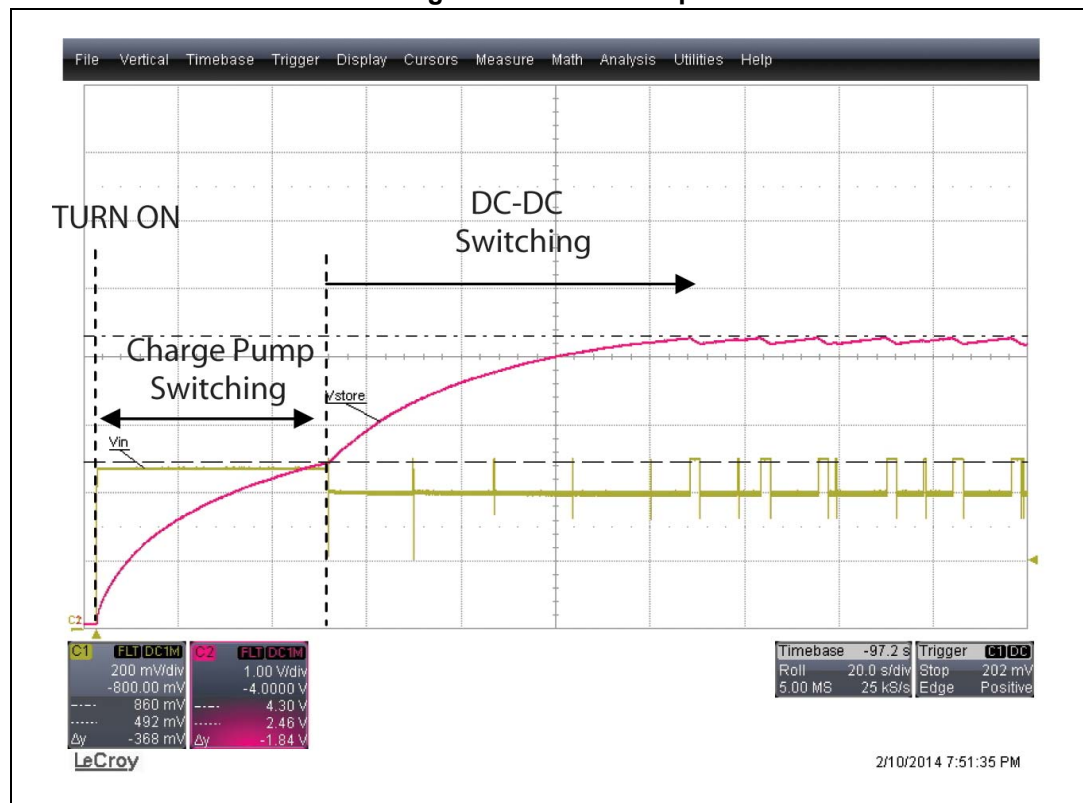 File Vertical Timebase Trigger Display Cursors Measure Math Analysis Utilities Help
TURN ON
DC-DC
Switching
Charge Pump
Switching
Vstore
Vin
C2
C1 FLT DC1M
200 mV/div
-800.00 mV
860 mV
492 mV
Δy -368 mV
C2 FLT DC1M
1.00 V/div
-4.0000 V
4.30 V
2.46 V
Δy -1.84 V
Timebase -97.2 s
Roll 20.0 s/div
5.00 MS 25 kS/s
Trigger C1 DC
Stop 202 mV
Edge Positive
LeCroy
2/10/2014 7:51:35 PM